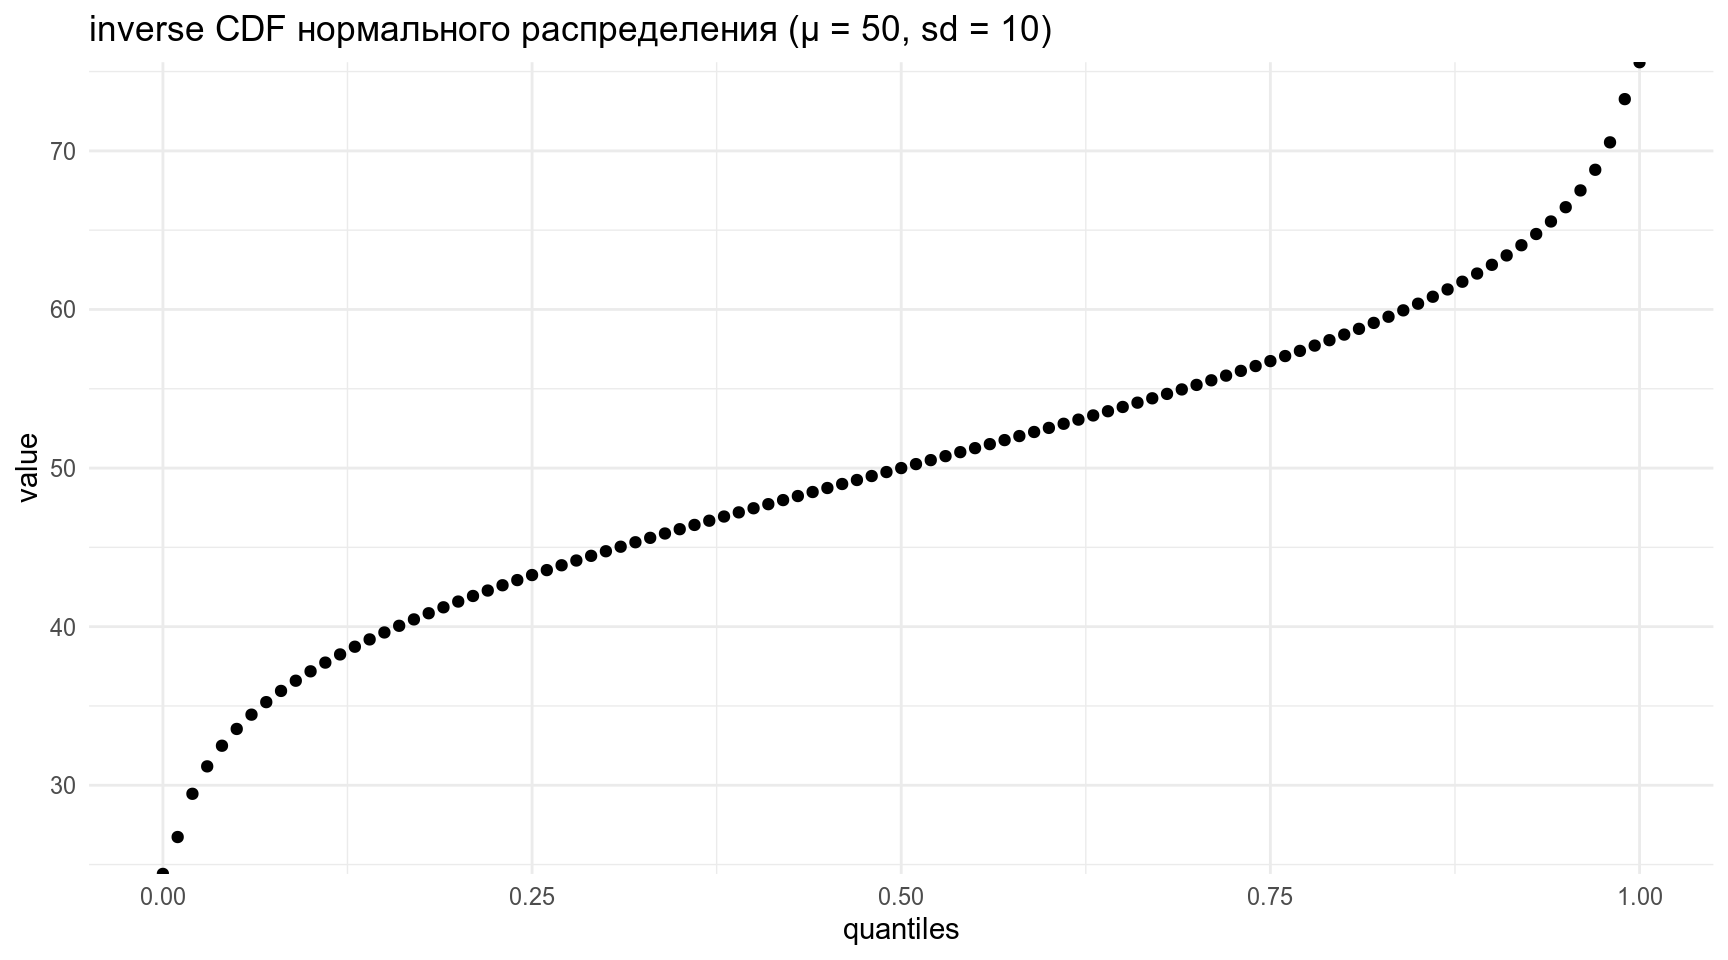 inverse CDF нормального распределения (μ = 50, sd = 10)
value
70
60
50
40
30
0.00 0.25 0.50 0.75 1.00
quantiles